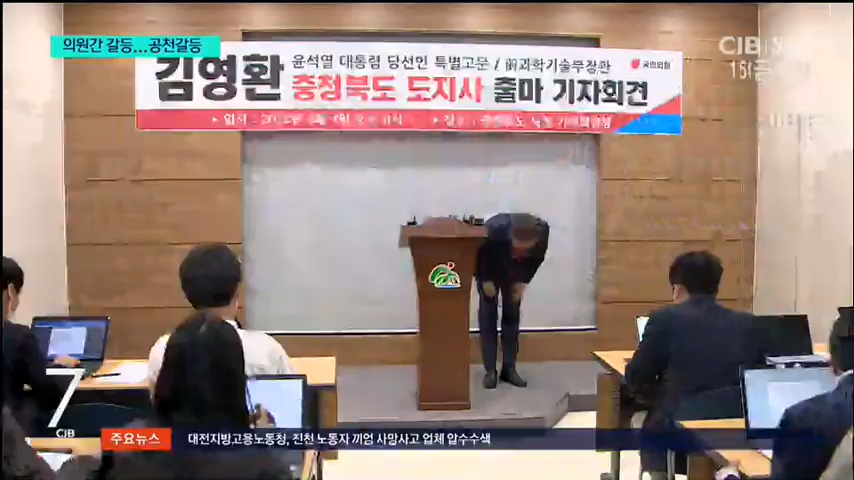 의원간 갈등...공천갈등
CJB
윤석열 대통령 당선인 특별고문 / 前과학기술부장관
국민의힘
김영환 충청북도 도지사 출마 기자회견
7
CJB
주요뉴스
대전지방고용노동청, 진천 노동자 끼임 사망사고 업체 압수수색